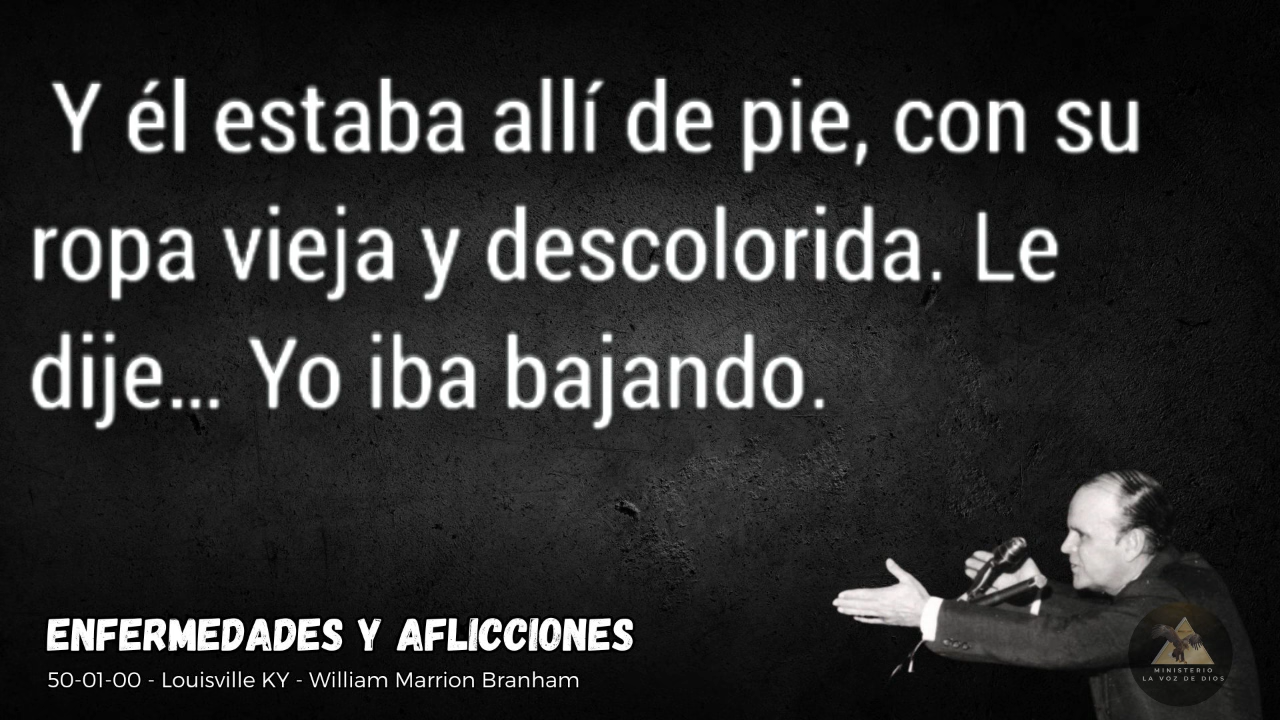 Y él estaba allí de pie, con su
ropa vieja y descolorida. Le
dije... Yo iba bajando.
ENFERMEDADES Y AFLICCIONES
50-01-00 - Louisville KY - William Marrion Branham
MINISTERIO
LA VOZ DE DIOS